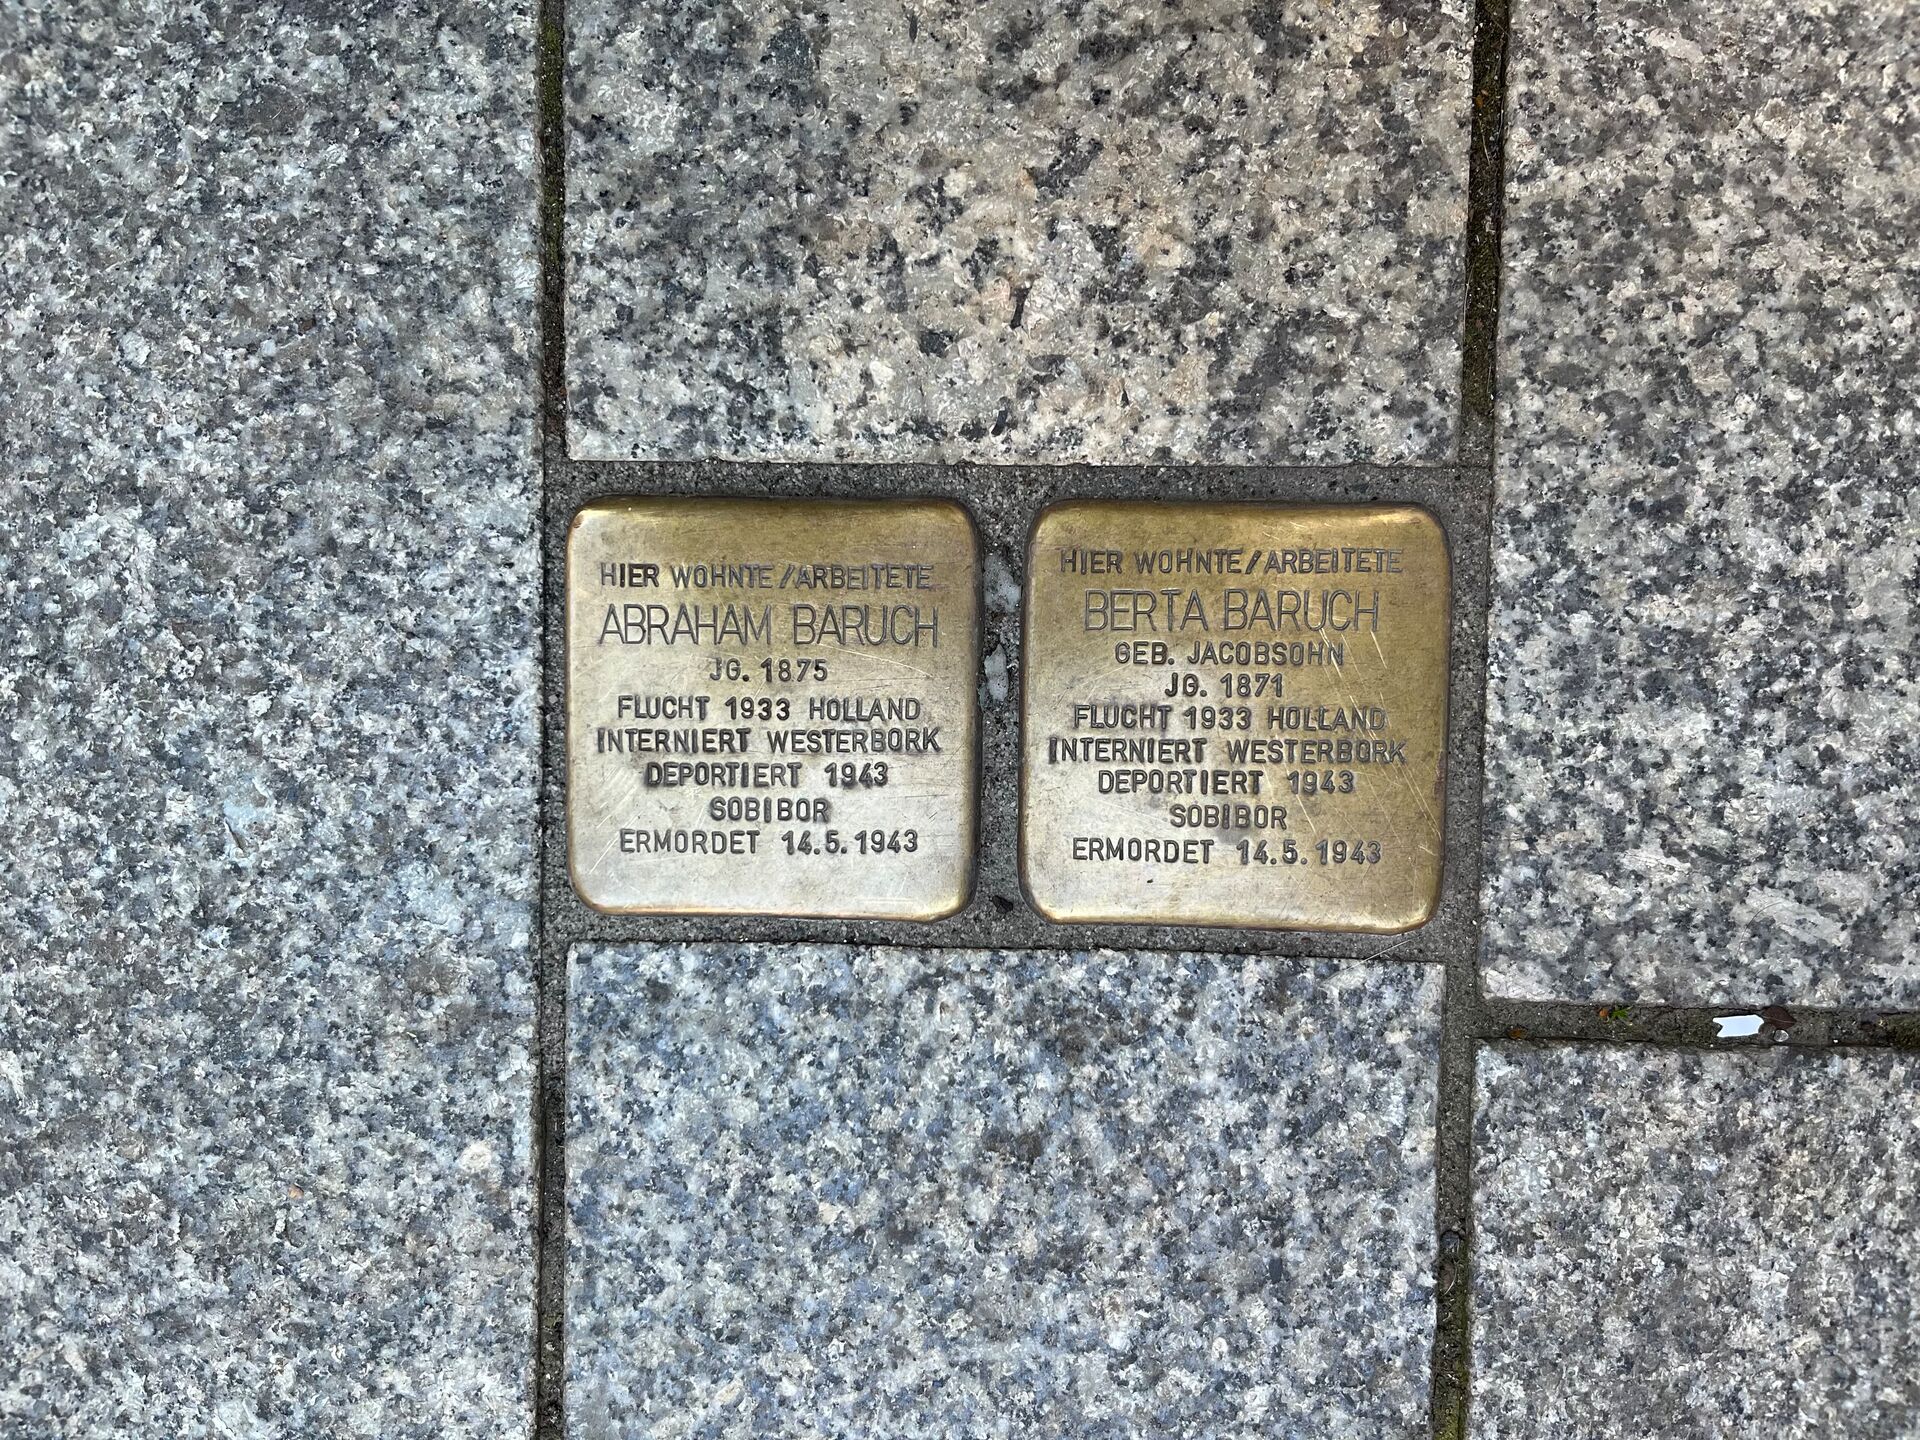 HIER WOHNTE/ARBEITETE
ABRAHAM BARUCH
JG. 1875
FLUCHT 1933 HOLLAND
INTERNIERT WESTERBORK
DEPORTIERT 1943
SOBIBOR
ERMORDET 14.5.1943
HIER WOHNTE/ARBEITETE
BERTA BARUCH
GEB. JACOBSOHN
JG. 1871
FLUCHT 1933 HOLLAND
INTERNIERT WESTERBORK
DEPORTIERT 1943
SOBIBOR
ERMORDET 14.5.1943